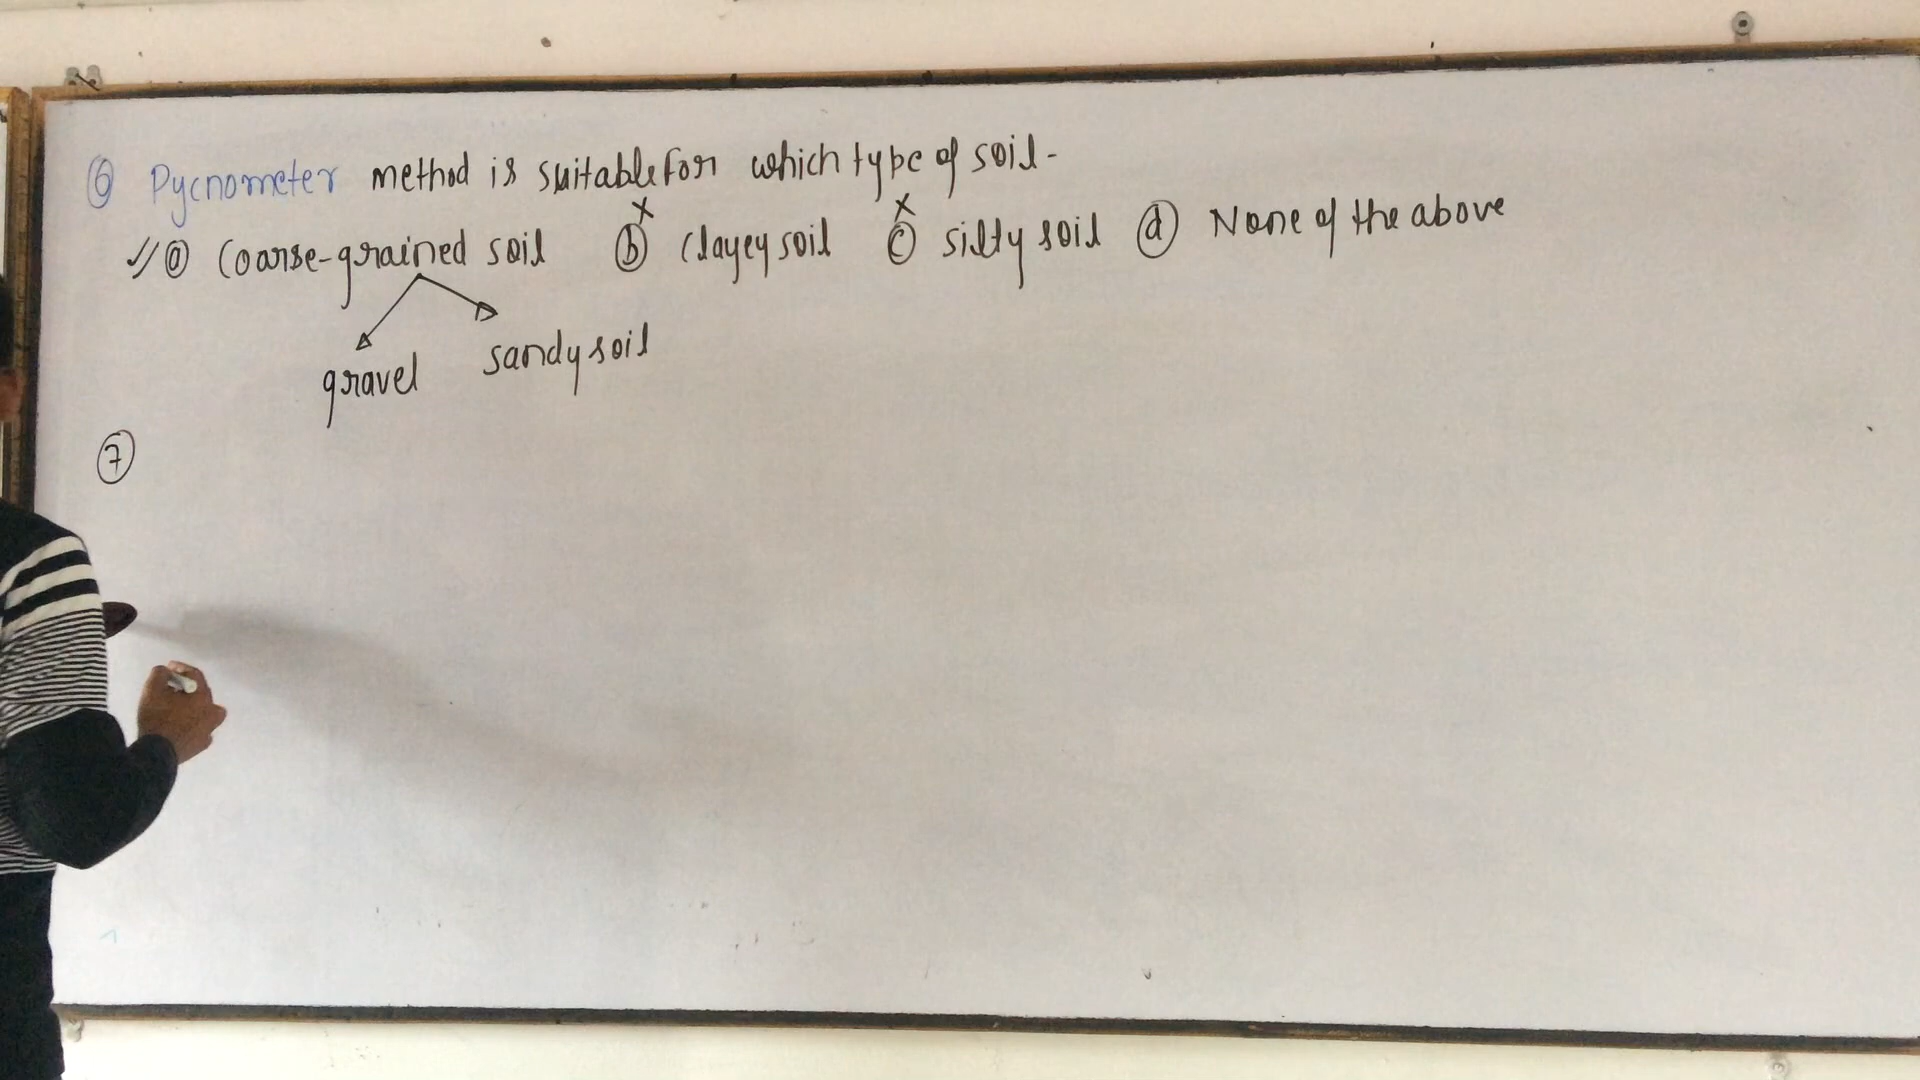 ⑥ Pycnometer method is suitable for which type of soil-
✓✓ⓐ Coarse-grained soil ⓑ clayey soil ⓒ silty soil ⓓ None of the above
x x
gravel sandy soil
⑦